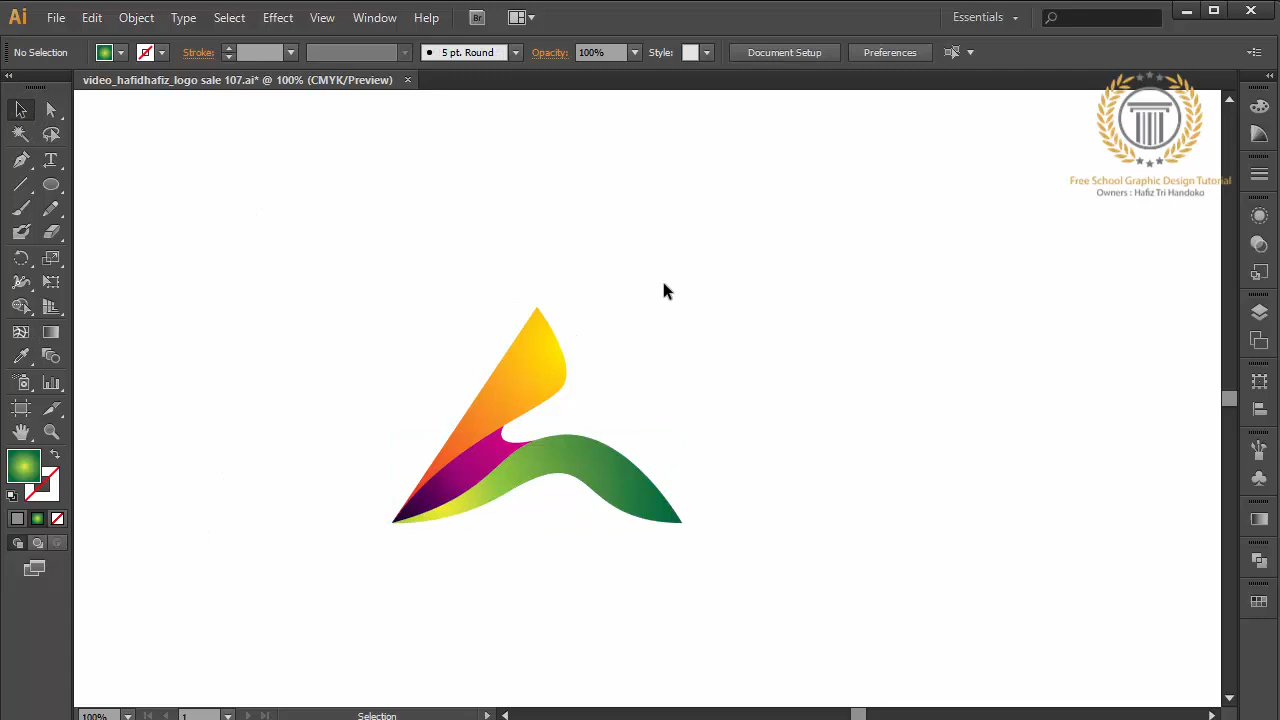 Ai File Edit Object Type Select Effect View Window Help Br Essentials
No Selection Stroke: 5 pt. Round Opacity: 100% Style: Document Setup Preferences
video_hafidhafiz_logo sale 107.ai* @ 100% (CMYK/Preview)
Free School Graphic Design Tutorial
Owners : Hafiz Tri Handoko
100% 1 Selection